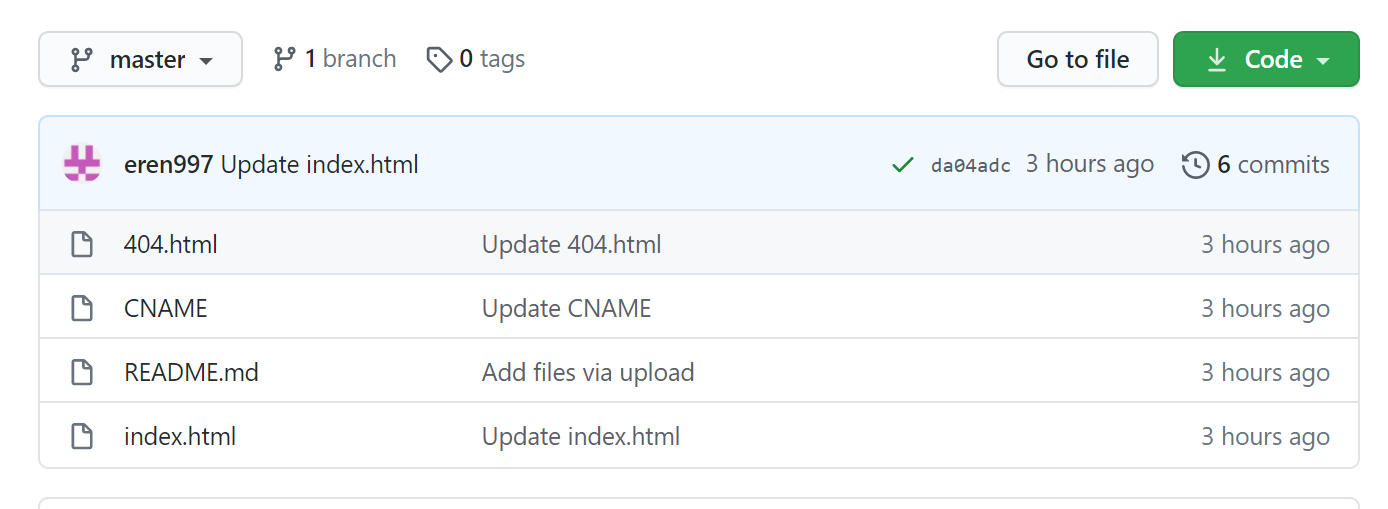 master 1 branch 0 tags Go to file Code
eren997 Update index.html da04adc 3 hours ago 6 commits
404.html Update 404.html 3 hours ago
CNAME Update CNAME 3 hours ago
README.md Add files via upload 3 hours ago
index.html Update index.html 3 hours ago